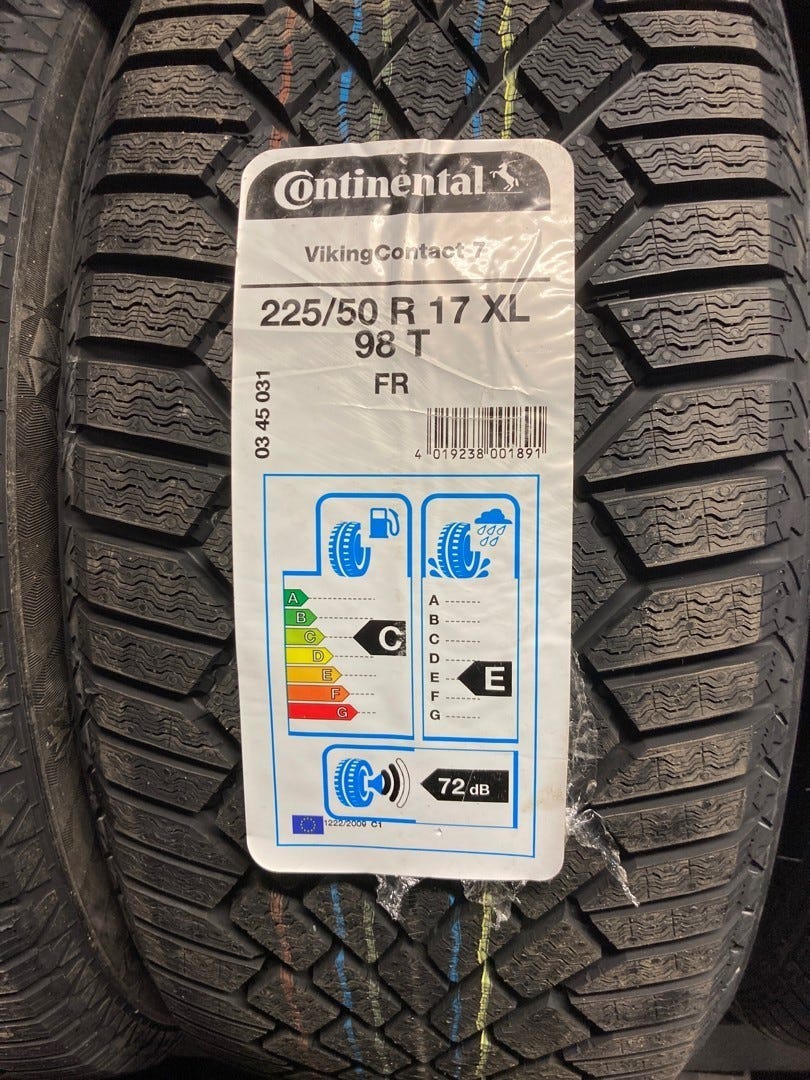 Continental
VikingContact 7
225/50 R 17 XL
98 T
FR
03 45 031
4 019238 001891
A
B
C
D
E
F
G
C
A
B
C
D
E
F
G
E
72 dB
1222/2009 C1